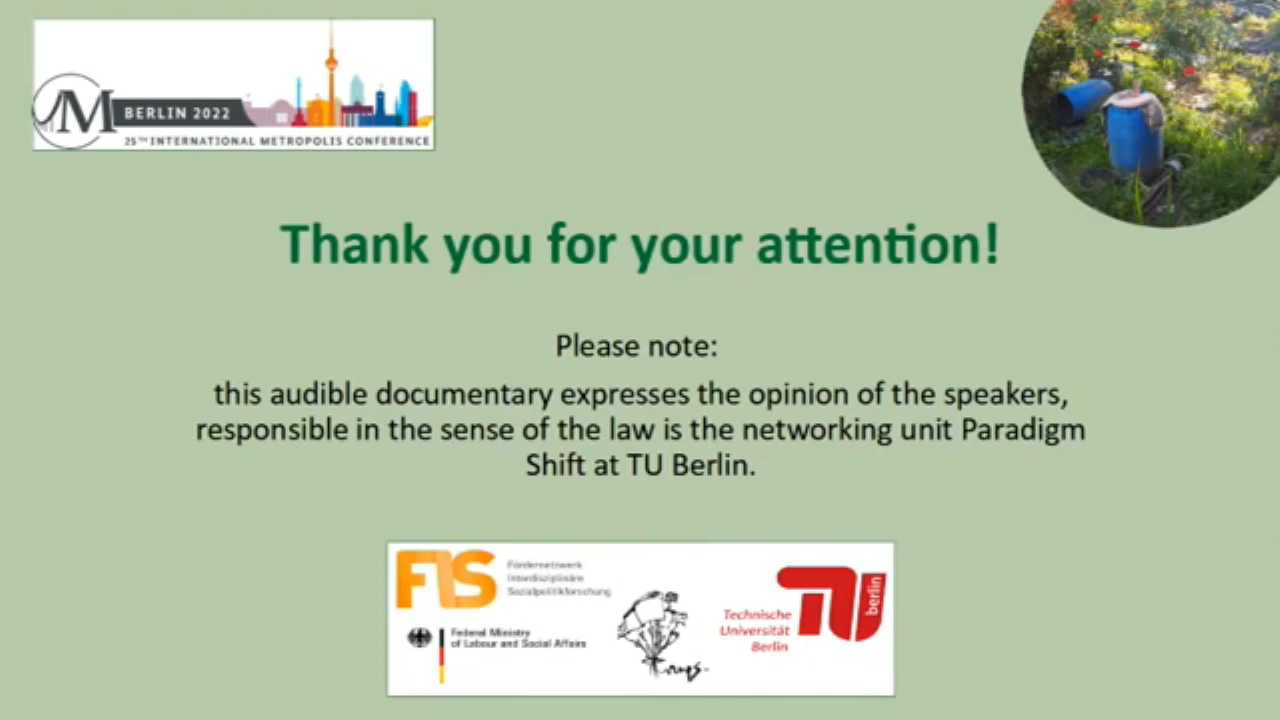 M
BERLIN 2022
25TH INTERNATIONAL METROPOLIS CONFERENCE
Thank you for your attention!
Please note:
this audible documentary expresses the opinion of the speakers,
responsible in the sense of the law is the networking unit Paradigm
Shift at TU Berlin.
FIS
Fördernetzwerk
Interdisziplinäre
Sozialpolitikforschung
Federal Ministry
of Labour and Social Affairs
Technische
Universität
Berlin
TU
berlin